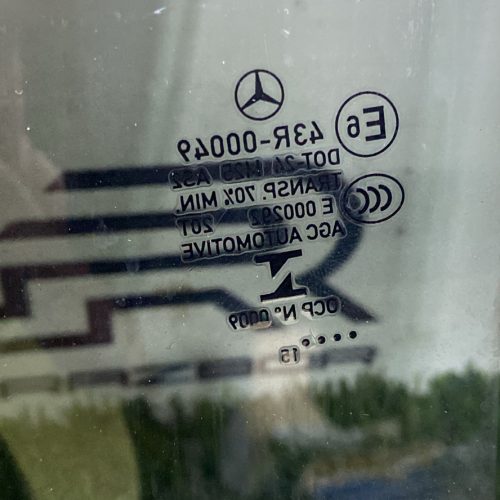 E6
43R-00049
DOT-24 M25 AS2
TRANSP. 70% MIN.
CCC
E 000292 20T
AGC AUTOMOTIVE
OCP N° 0009
15